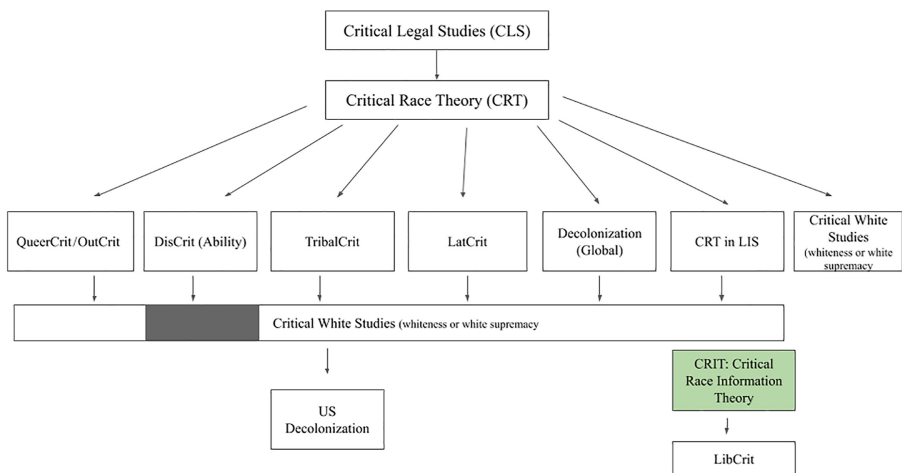 Critical Legal Studies (CLS)
Critical Race Theory (CRT)
QueerCrit/OutCrit
DisCrit (Ability)
TribalCrit
LatCrit
Decolonization
(Global)
CRT in LIS
Critical White
Studies
(whiteness or white
supremacy
Critical White Studies (whiteness or white supremacy
US
Decolonization
CRIT: Critical
Race Information
Theory
LibCrit